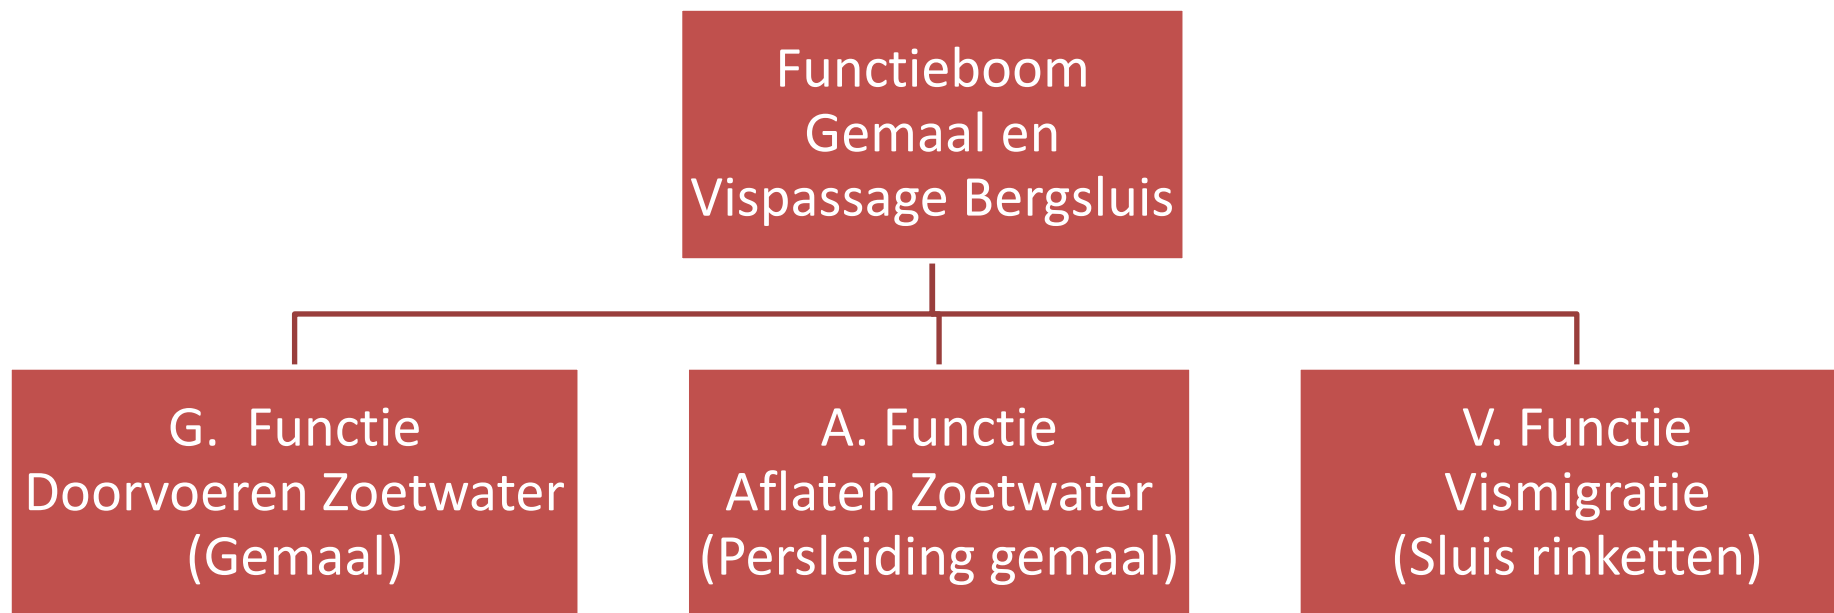 Functieboom
Gemaal en
Vispassage Bergsluis
G. Functie
Doorvoeren Zoetwater
(Gemaal)
A. Functie
Aflaten Zoetwater
(Persleiding gemaal)
V. Functie
Vismigratie
(Sluis rinketten)